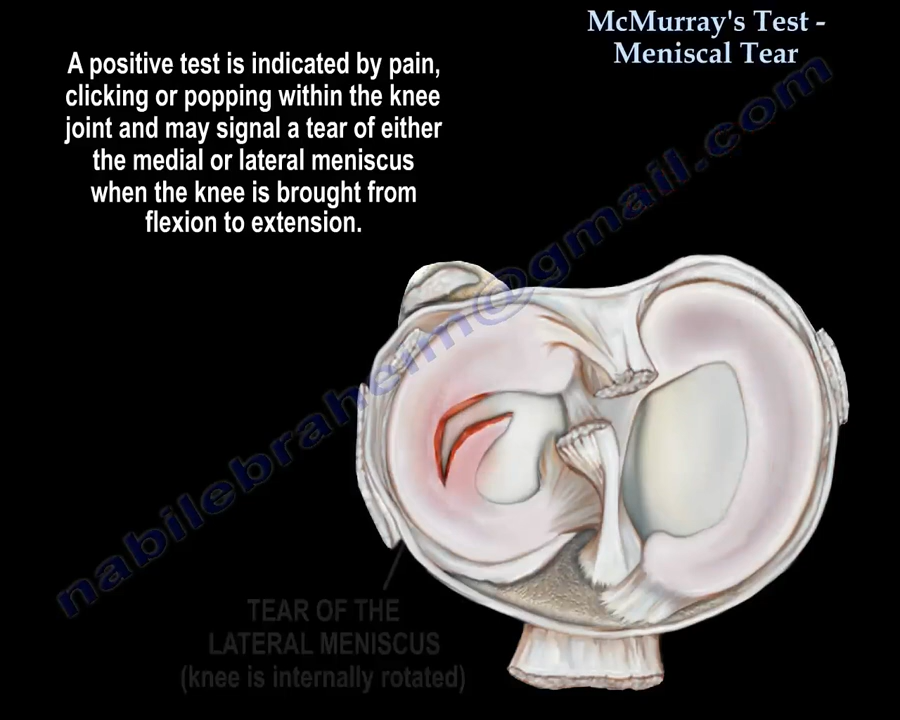 McMurray's Test -
Meniscal Tear
A positive test is indicated by pain,
clicking or popping within the knee
joint and may signal a tear of either
the medial or lateral meniscus
when the knee is brought from
flexion to extension.
nabilebraheim@gmail.com
TEAR OF THE
LATERAL MENISCUS
(knee is internally rotated)